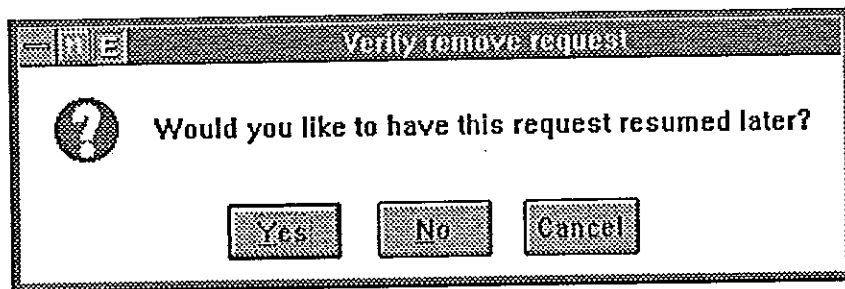 Verify remove request
Would you like to have this request resumed later?
Yes No Cancel